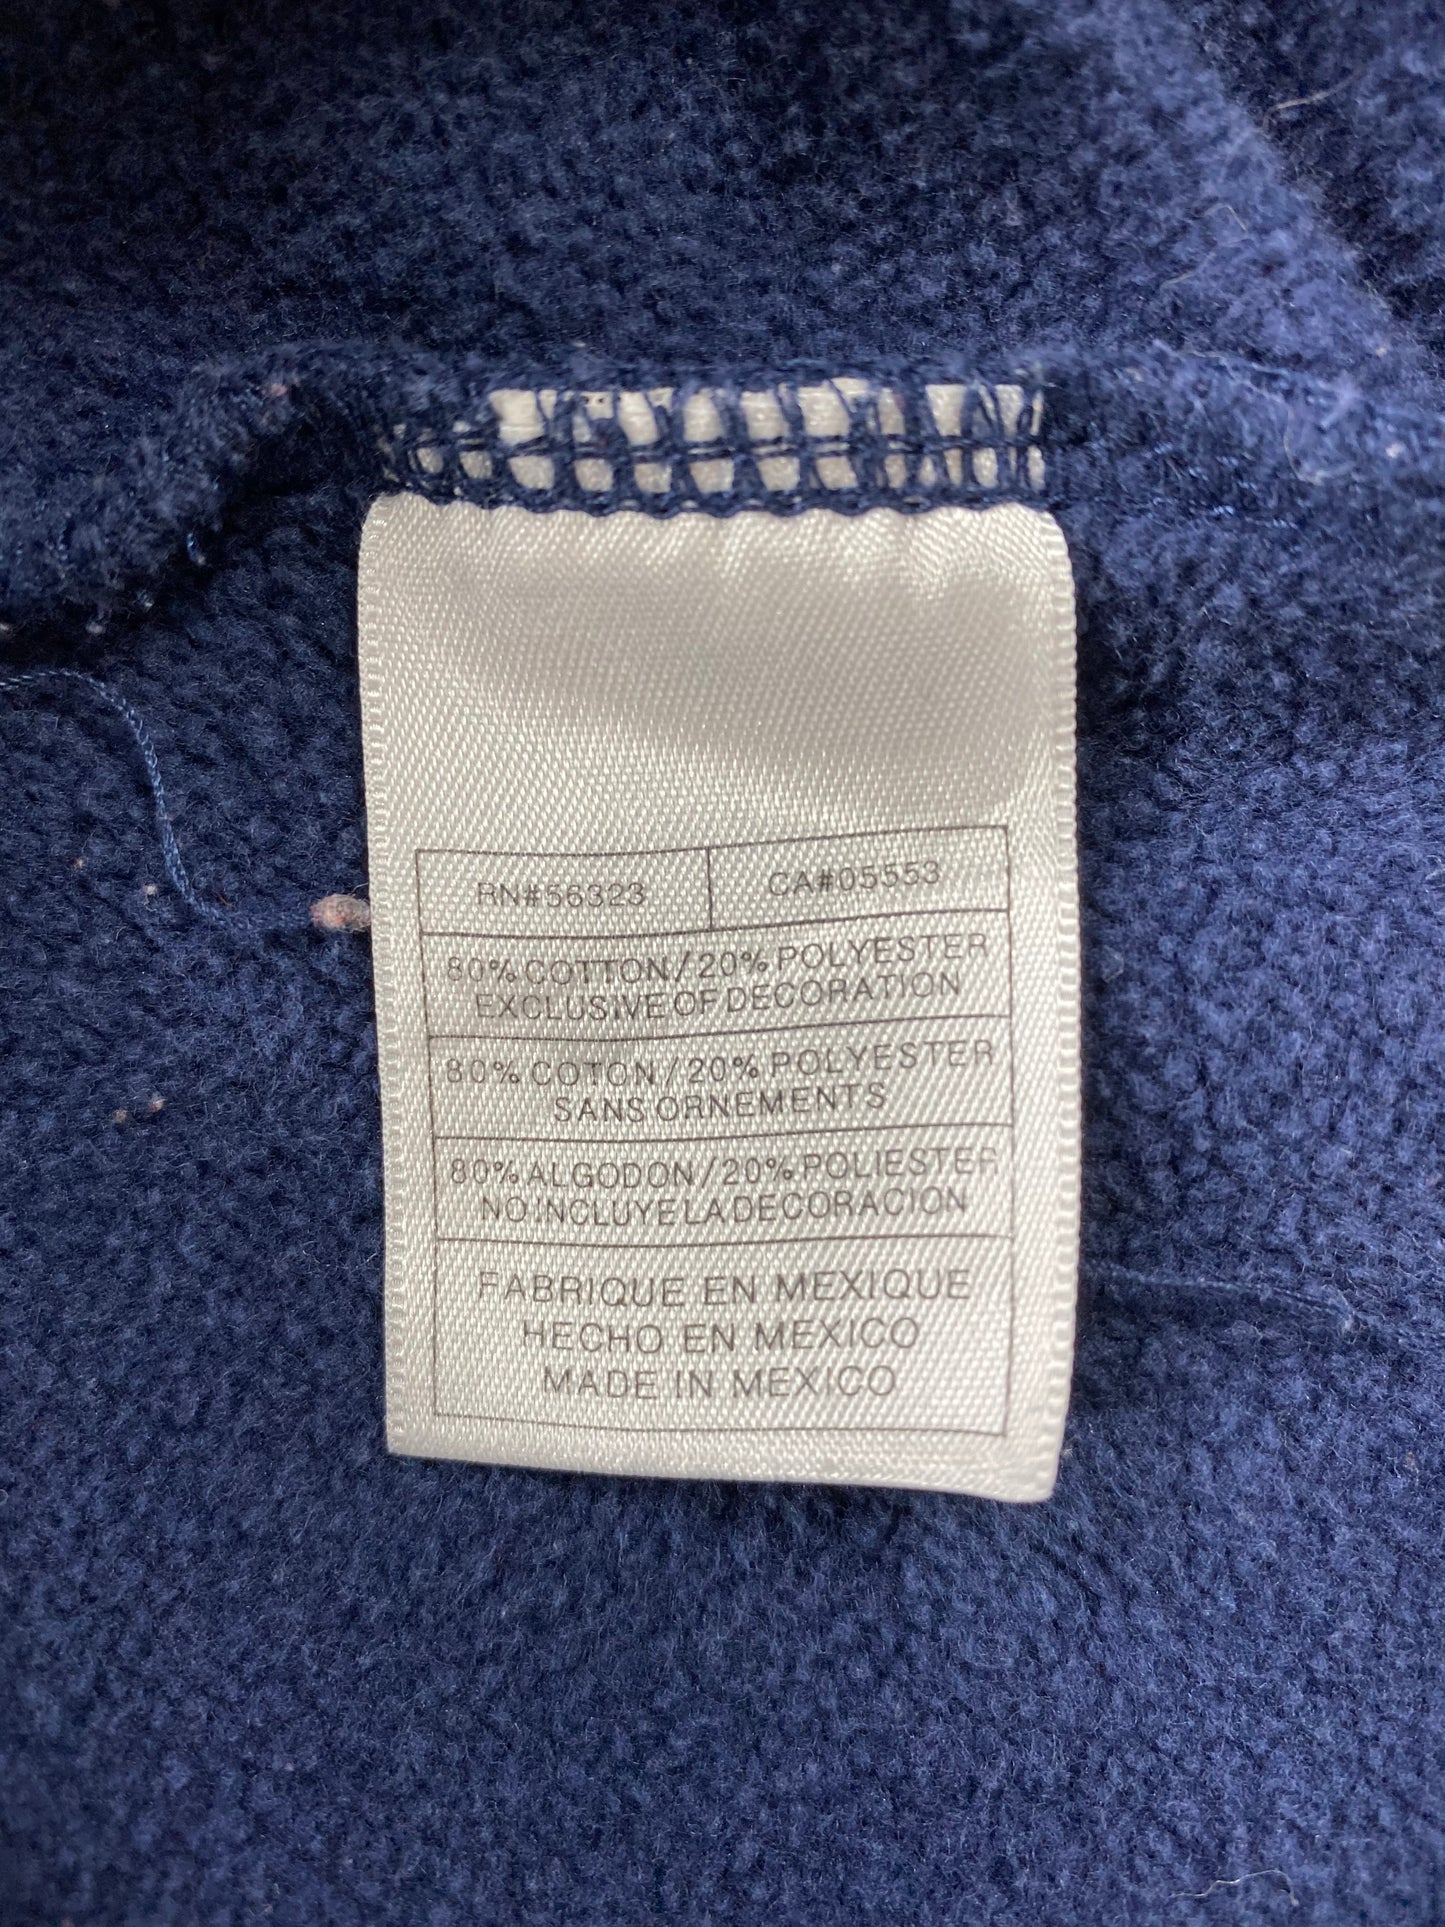 RN#56323 CA#05553
80% COTTON/20% POLYESTER
EXCLUSIVE OF DECORATION
80% COTON/20% POLYESTER
SANS ORNEMENTS
80% ALGODON/20% POLIESTER
NO INCLUYE LA DECORACION
FABRIQUE EN MEXIQUE
HECHO EN MEXICO
MADE IN MEXICO